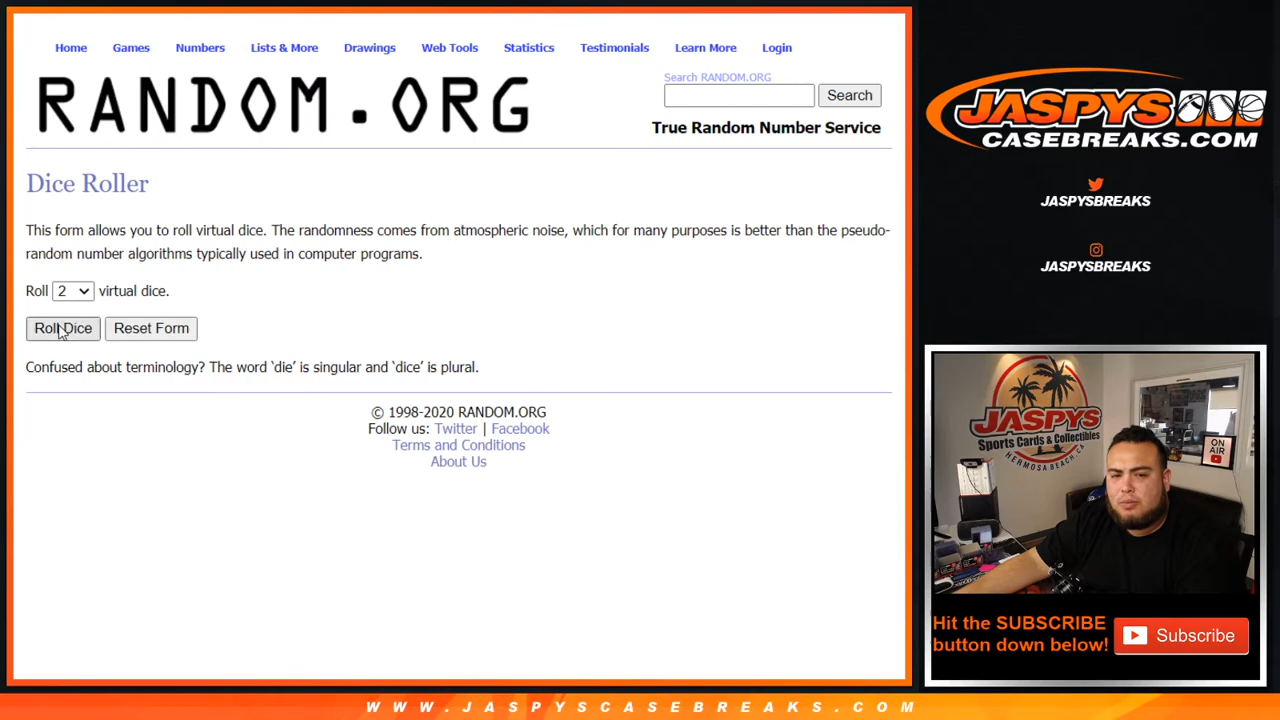 Home Games Numbers Lists & More Drawings Web Tools Statistics Testimonials Learn More Login
RANDOM.ORG
Search RANDOM.ORG
Search
True Random Number Service
Dice Roller
This form allows you to roll virtual dice. The randomness comes from atmospheric noise, which for many purposes is better than the pseudo-
random number algorithms typically used in computer programs.
Roll 2 virtual dice.
Roll Dice Reset Form
Confused about terminology? The word ‘die’ is singular and ‘dice’ is plural.
© 1998-2020 RANDOM.ORG
Follow us: Twitter | Facebook
Terms and Conditions
About Us
JASPYS
CASEBREAKS.COM
JASPYSBREAKS
JASPYSBREAKS
JASPYS
Sports Cards & Collectibles
HERMOSA BEACH, CA
ON
AIR
Hit the SUBSCRIBE
button down below!
Subscribe
WWW.JASPYSCASEBREAKS.COM